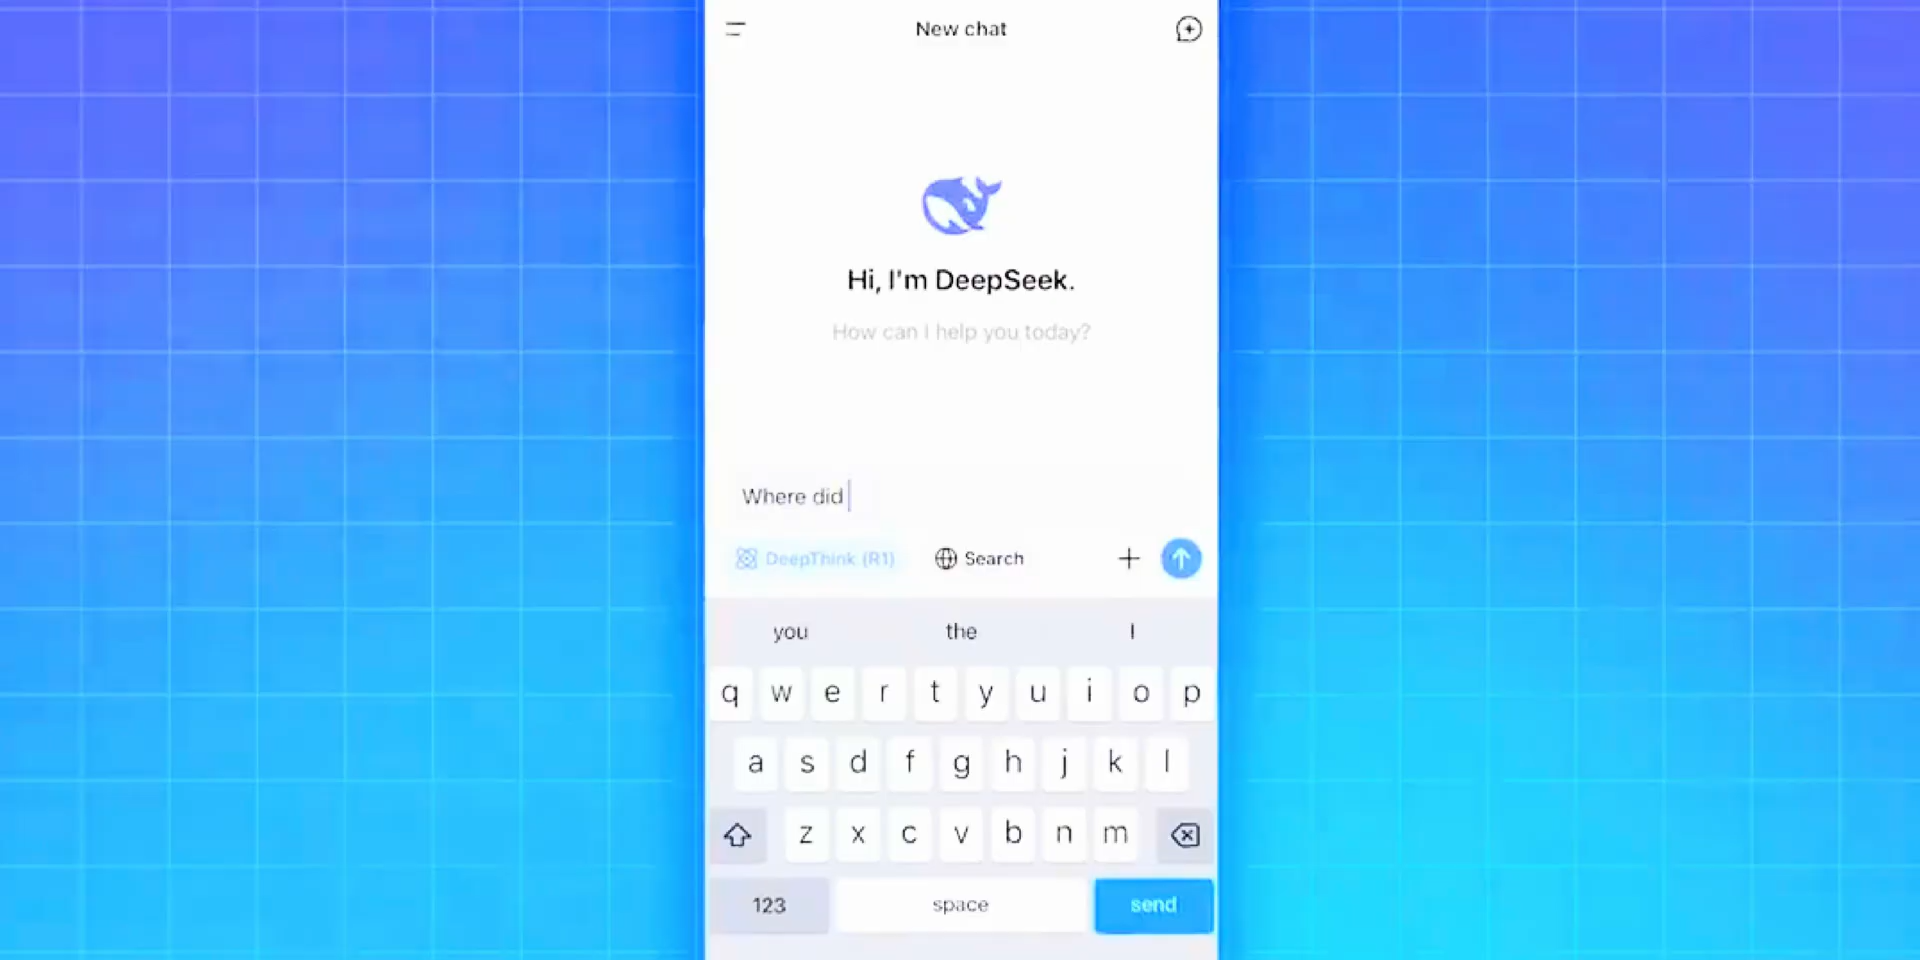 New chat
Hi, I'm DeepSeek.
How can I help you today?
Where did
DeepThink (R1) Search
you the I
q w e r t y u i o p
a s d f g h j k l
z x c v b n m
123 space send